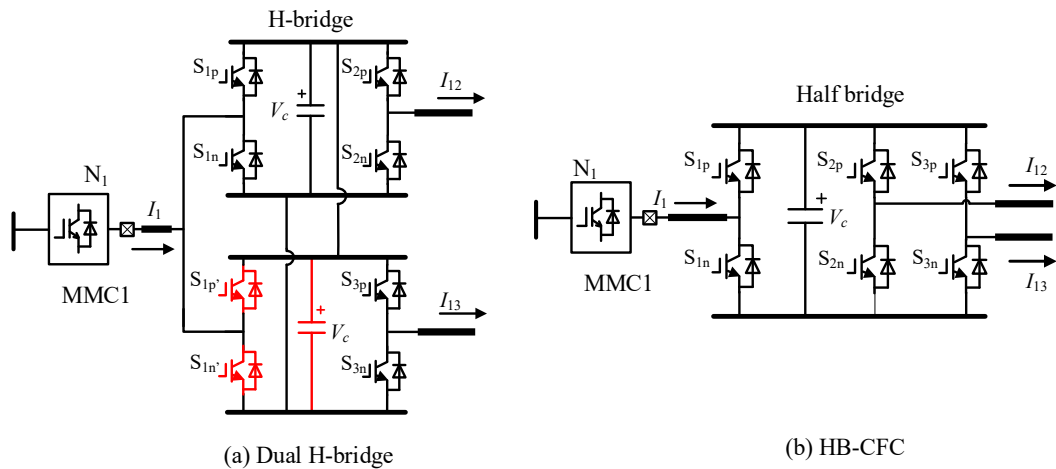 H-bridge
S1p
S2p
I12
+
Vc
S1n
S2n
N1
I1
MMC1
S1p'
S3p
I13
+
Vc
S1n'
S3n
(a) Dual H-bridge
Half bridge
S1p
S2p
S3p
I12
N1
I1
+
Vc
S1n
S2n
S3n
MMC1
I13
(b) HB-CFC